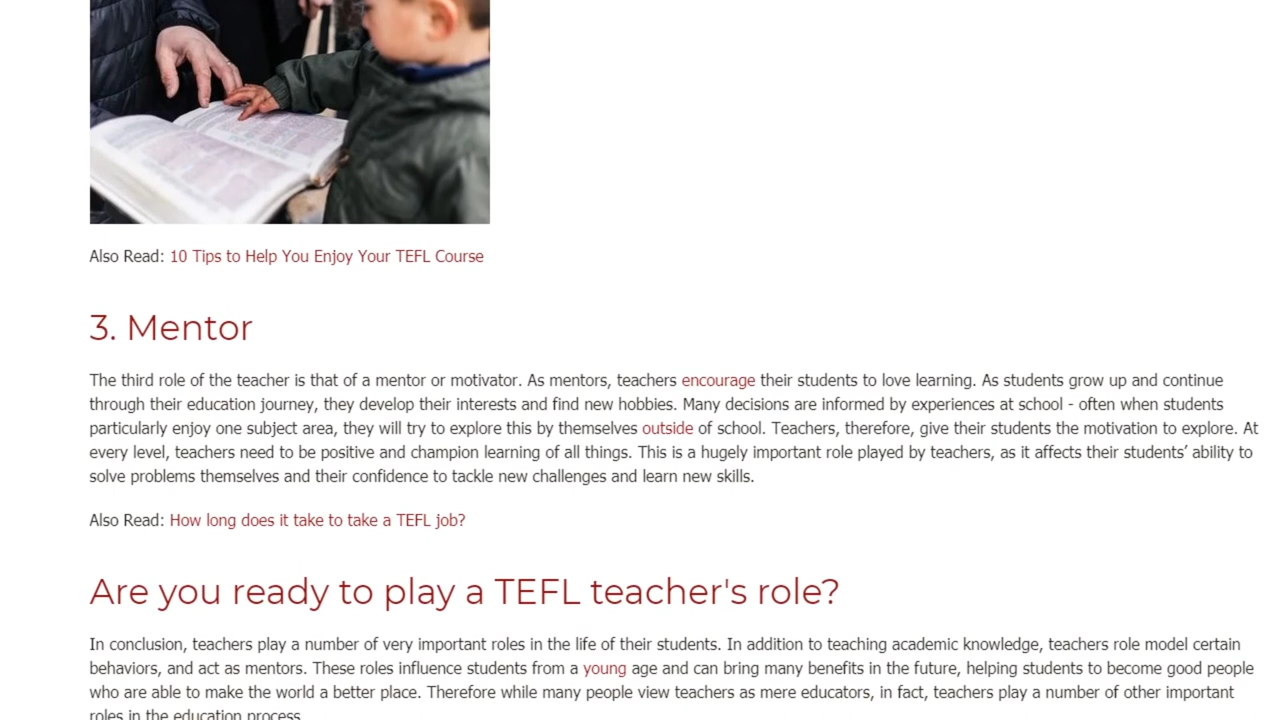 Also Read: 10 Tips to Help You Enjoy Your TEFL Course
3. Mentor
The third role of the teacher is that of a mentor or motivator. As mentors, teachers encourage their students to love learning. As students grow up and continue
through their education journey, they develop their interests and find new hobbies. Many decisions are informed by experiences at school - often when students
particularly enjoy one subject area, they will try to explore this by themselves outside of school. Teachers, therefore, give their students the motivation to explore. At
every level, teachers need to be positive and champion learning of all things. This is a hugely important role played by teachers, as it affects their students’ ability to
solve problems themselves and their confidence to tackle new challenges and learn new skills.
Also Read: How long does it take to take a TEFL job?
Are you ready to play a TEFL teacher's role?
In conclusion, teachers play a number of very important roles in the life of their students. In addition to teaching academic knowledge, teachers role model certain
behaviors, and act as mentors. These roles influence students from a young age and can bring many benefits in the future, helping students to become good people
who are able to make the world a better place. Therefore while many people view teachers as mere educators, in fact, teachers play a number of other important
roles in the education process.